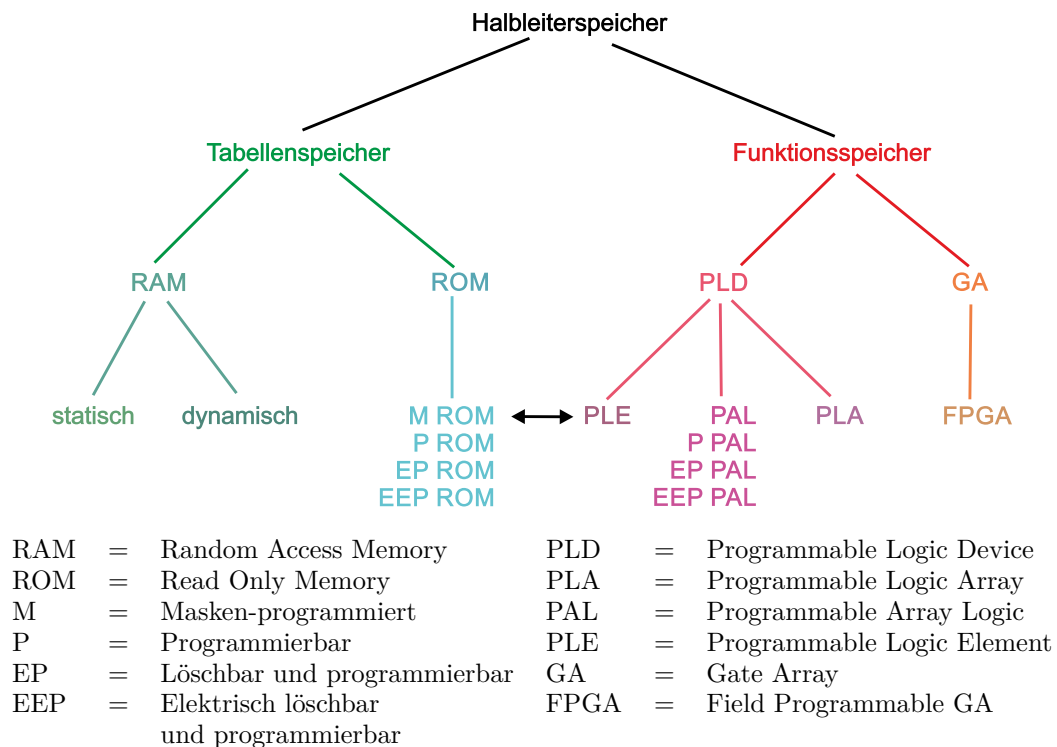 Halbleiterspeicher
Tabellenspeicher Funktionsspeicher
RAM ROM PLD GA
statisch dynamisch M ROM PLE PAL PLA FPGA
P ROM P PAL
EP ROM EP PAL
EEP ROM EEP PAL
RAM = Random Access Memory PLD = Programmable Logic Device
ROM = Read Only Memory PLA = Programmable Logic Array
M = Masken-programmiert PAL = Programmable Array Logic
P = Programmierbar PLE = Programmable Logic Element
EP = Löschbar und programmierbar GA = Gate Array
EEP = Elektrisch löschbar FPGA = Field Programmable GA
und programmierbar